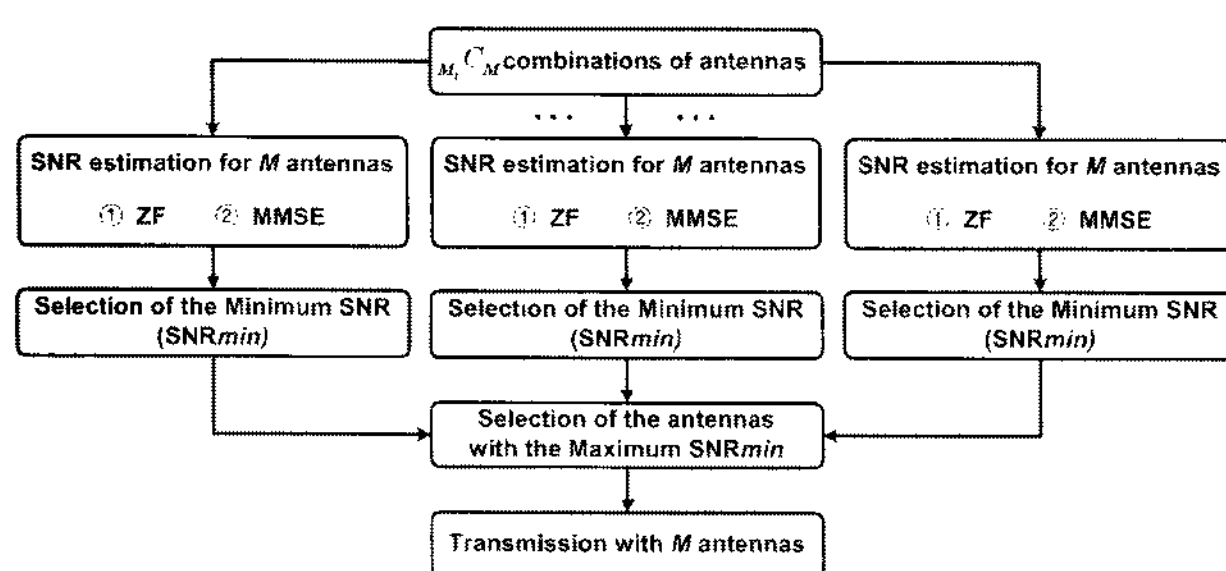 M_t C_M combinations of antennas
... ...
SNR estimation for M antennas
① ZF ② MMSE
SNR estimation for M antennas
① ZF ② MMSE
SNR estimation for M antennas
① ZF ② MMSE
Selection of the Minimum SNR
(SNRmin)
Selection of the Minimum SNR
(SNRmin)
Selection of the Minimum SNR
(SNRmin)
Selection of the antennas
with the Maximum SNRmin
Transmission with M antennas